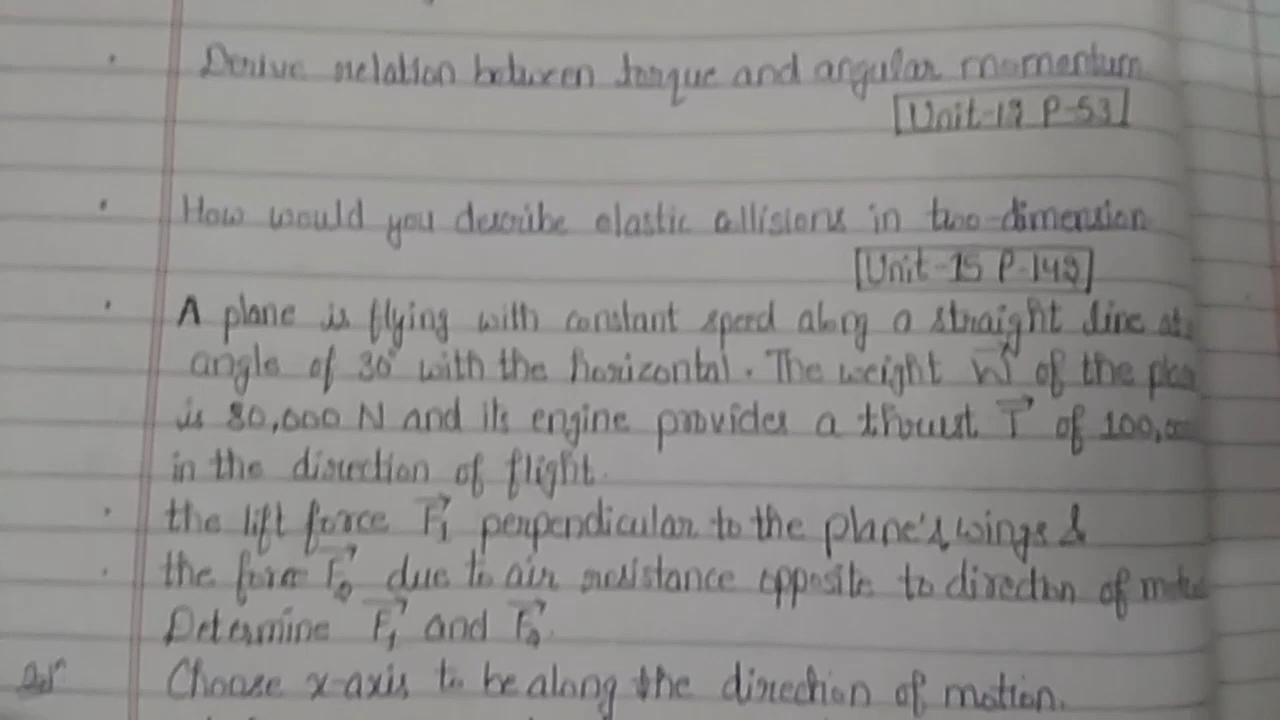 Derive relation between torque and angular momentum
[Unit-19 P-53]
How would you describe elastic collisions in two-dimension
[Unit-15 P-149]
A plane is flying with constant speed along a straight line at
angle of 30° with the horizontal. The weight W of the
is 80,000 N and its engine provides a thrust T of 100,
in the direction of flight.
the lift force F₁ perpendicular to the plane's wings &
the force due to air resistance opposite to direction of
Determine F₁ and
Choose x-axis to be along the direction of motion.